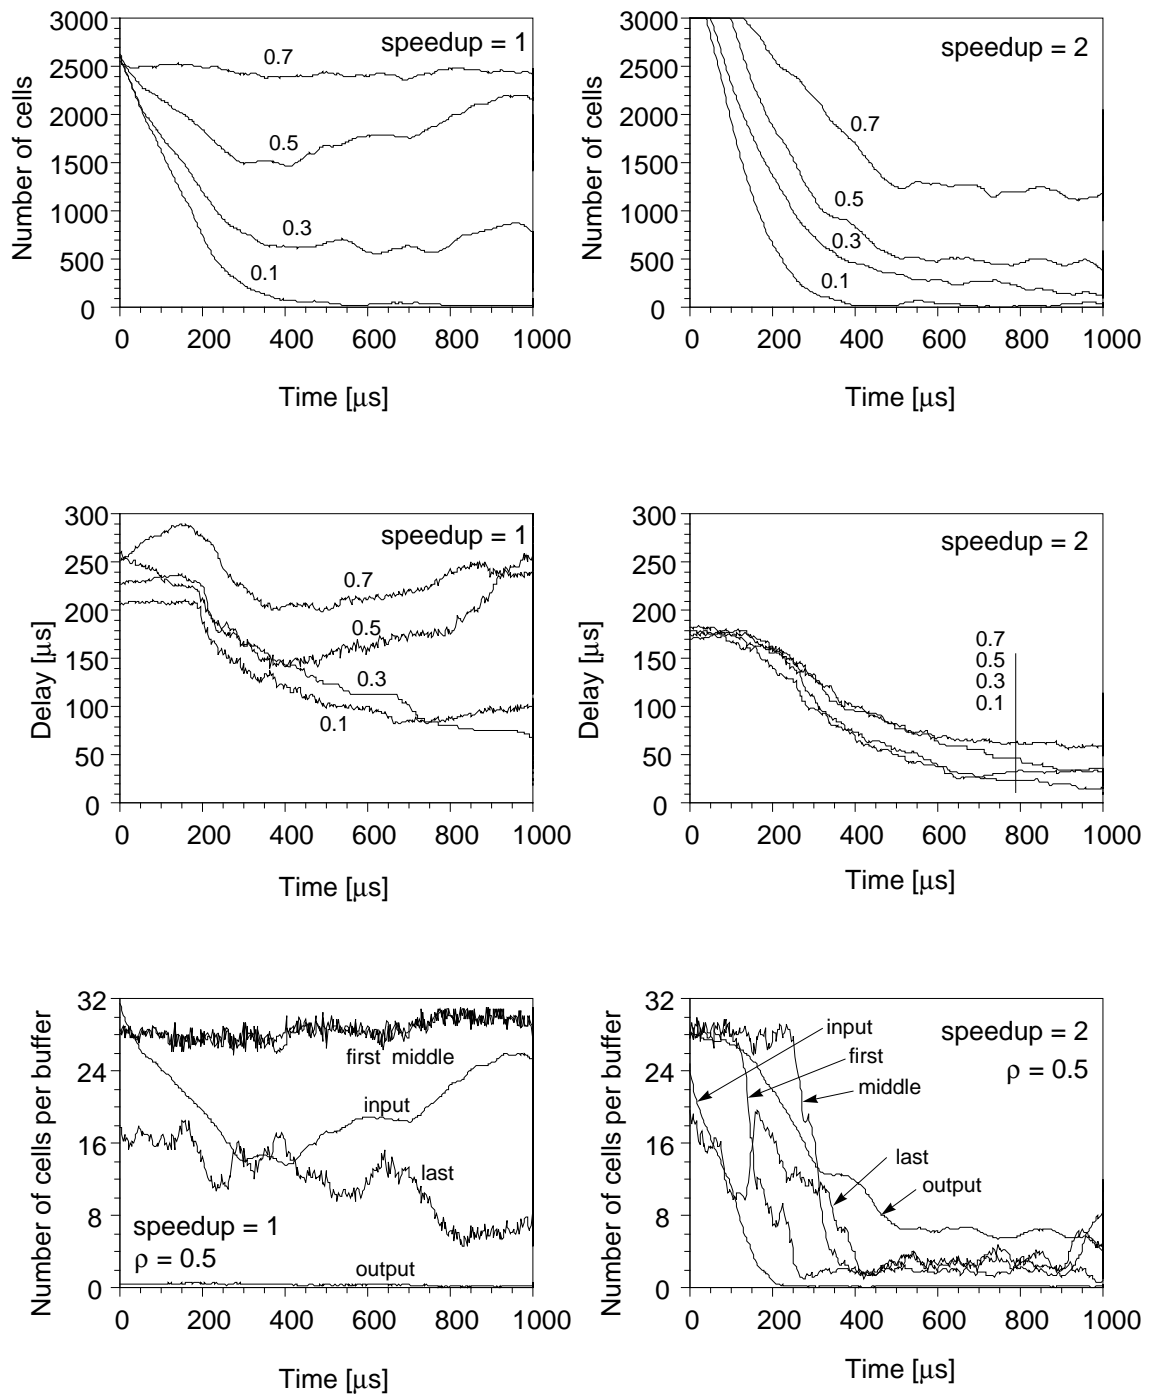 speedup = 1
0.7
0.5
0.3
0.1
3000
2500
2000
1500
1000
500
0
0 200 400 600 800 1000
Number of cells
Time [μs]
speedup = 2
0.7
0.5
0.3
0.1
3000
2500
2000
1500
1000
500
0
0 200 400 600 800 1000
Number of cells
Time [μs]
speedup = 1
0.7
0.5
0.3
0.1
300
250
200
150
100
50
0
0 200 400 600 800 1000
Delay [μs]
Time [μs]
speedup = 2
0.7
0.5
0.3
0.1
300
250
200
150
100
50
0
0 200 400 600 800 1000
Delay [μs]
Time [μs]
32
24
16
8
0
first middle
input
last
speedup = 1
ρ = 0.5
output
0 200 400 600 800 1000
Number of cells per buffer
Time [μs]
32
24
16
8
0
input
speedup = 2
first
ρ = 0.5
middle
last
output
0 200 400 600 800 1000
Number of cells per buffer
Time [μs]